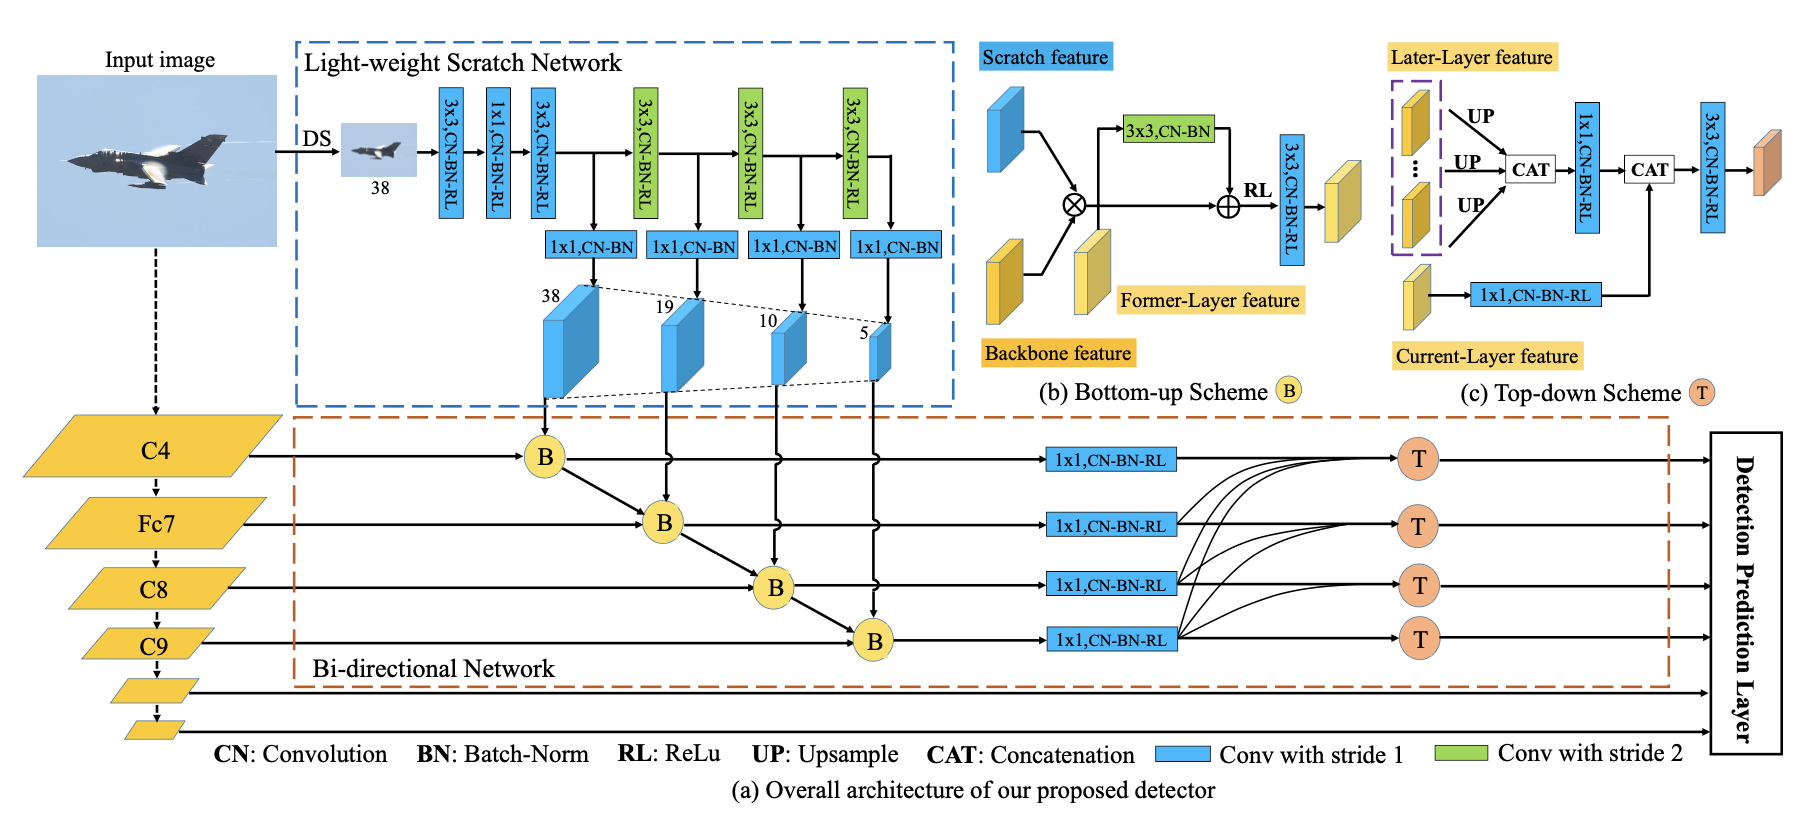 Input image
Light-weight Scratch Network
DS
38
3x3,CN-BN-RL
1x1,CN-BN-RL
3x3,CN-BN-RL
3x3,CN-BN-RL
3x3,CN-BN-RL
3x3,CN-BN-RL
1x1,CN-BN
1x1,CN-BN
1x1,CN-BN
1x1,CN-BN
38
19
10
5
Scratch feature
3x3,CN-BN
RL
3x3,CN-BN-RL
Former-Layer feature
Backbone feature
(b) Bottom-up Scheme B
Later-Layer feature
UP
UP
UP
CAT
1x1,CN-BN-RL
CAT
3x3,CN-BN-RL
1x1,CN-BN-RL
Current-Layer feature
(c) Top-down Scheme T
C4
B
1x1,CN-BN-RL
T
Fc7
B
1x1,CN-BN-RL
T
C8
B
1x1,CN-BN-RL
T
C9
B
1x1,CN-BN-RL
T
Bi-directional Network
Detection Prediction Layer
CN: Convolution BN: Batch-Norm RL: ReLu UP: Upsample CAT: Concatenation Conv with stride 1 Conv with stride 2
(a) Overall architecture of our proposed detector